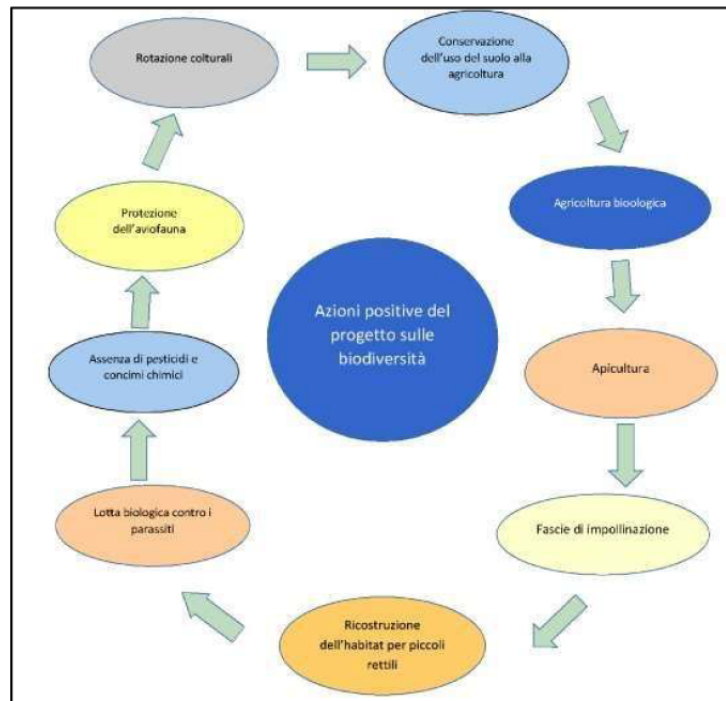 Rotazione colturali
Conservazione
dell'uso del suolo alla
agricoltura
Agricoltura bioologica
Apicultura
Fascie di impollinazione
Ricostruzione
dell'habitat per piccoli
rettili
Lotta biologica contro i
parassiti
Assenza di pesticidi e
concimi chimici
Protezione
dell'aviofauna
Azioni positive del
progetto sulle
biodiversità